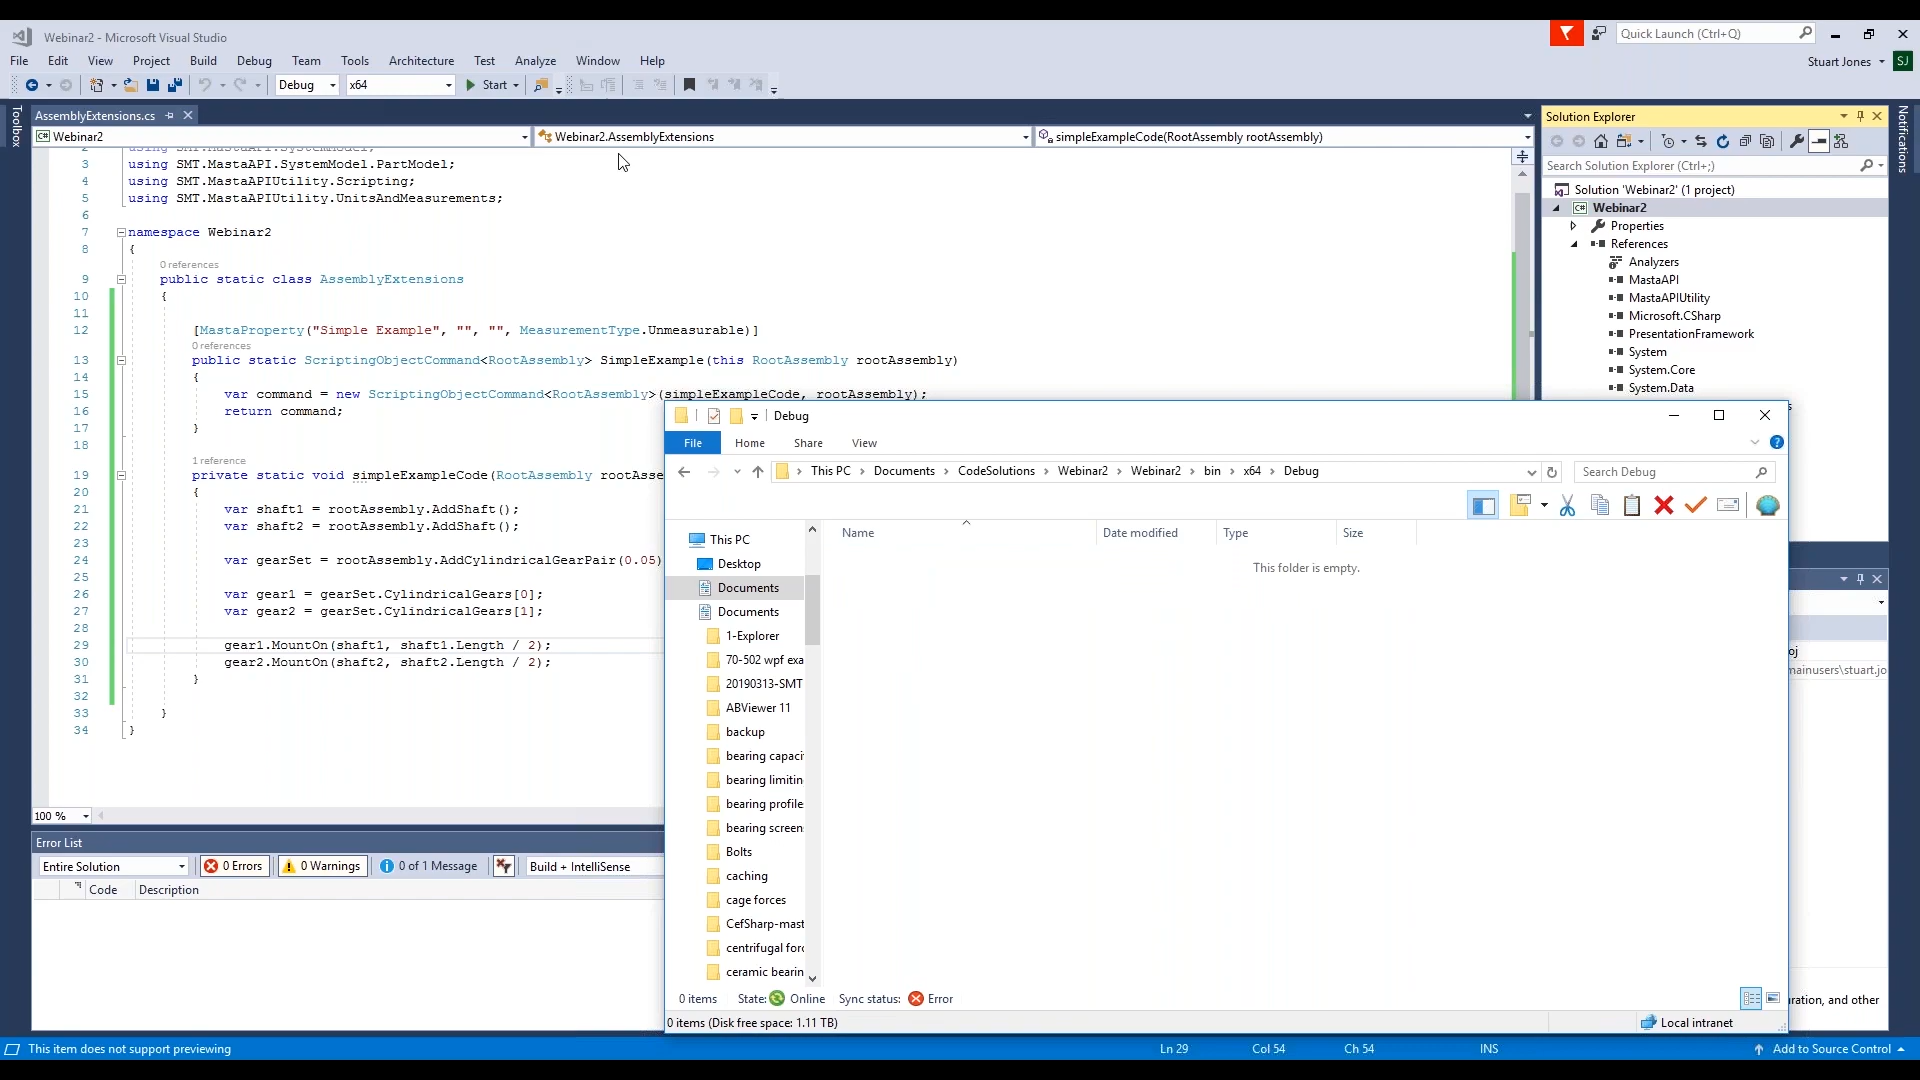 Webinar2 - Microsoft Visual Studio
Quick Launch (Ctrl+Q)
File Edit View Project Build Debug Team Tools Architecture Test Analyze Window Help
Stuart Jones SJ
Debug x64 Start
Toolbox
Notifications
AssemblyExtensions.cs
Webinar2 Webinar2.AssemblyExtensions simpleExampleCode(RootAssembly rootAssembly)
2 using SMT.MastaAPI.SystemModel;
3 using SMT.MastaAPI.SystemModel.PartModel;
4 using SMT.MastaAPIUtility.Scripting;
5 using SMT.MastaAPIUtility.UnitsAndMeasurements;
6
7 namespace Webinar2
8 {
0 references
9 public static class AssemblyExtensions
10 {
11
12 [MastaProperty("Simple Example", "", "", MeasurementType.Unmeasurable)]
0 references
13 public static ScriptingObjectCommand<RootAssembly> SimpleExample(this RootAssembly rootAssembly)
14 {
15 var command = new ScriptingObjectCommand<RootAssembly>(simpleExampleCode, rootAssembly);
16 return command;
17 }
18
1 reference
19 private static void simpleExampleCode(RootAssembly rootAsse
20 {
21 var shaft1 = rootAssembly.AddShaft();
22 var shaft2 = rootAssembly.AddShaft();
23
24 var gearSet = rootAssembly.AddCylindricalGearPair(0.05)
25
26 var gear1 = gearSet.CylindricalGears[0];
27 var gear2 = gearSet.CylindricalGears[1];
28
29 gear1.MountOn(shaft1, shaft1.Length / 2);
30 gear2.MountOn(shaft2, shaft2.Length / 2);
31 }
32
33 }
34 }
100 %
Error List
Entire Solution 0 Errors 0 Warnings 0 of 1 Message Build + IntelliSense
Code Description
Solution Explorer
Search Solution Explorer (Ctrl+;)
Solution 'Webinar2' (1 project)
Webinar2
Properties
References
Analyzers
MastaAPI
MastaAPIUtility
Microsoft.CSharp
PresentationFramework
System
System.Core
System.Data
oj
mainusers\stuart.jo
ration, and other
Debug
File Home Share View
This PC > Documents > CodeSolutions > Webinar2 > Webinar2 > bin > x64 > Debug
Search Debug
Name Date modified Type Size
This folder is empty.
This PC
Desktop
Documents
Documents
1-Explorer
70-502 wpf exa
20190313-SMT
ABViewer 11
backup
bearing capaci
bearing limitin
bearing profile
bearing screen
Bolts
caching
cage forces
CefSharp-mast
centrifugal forc
ceramic bearin
0 items State: Online Sync status: Error
0 items (Disk free space: 1.11 TB) Local intranet
This item does not support previewing Ln 29 Col 54 Ch 54 INS Add to Source Control